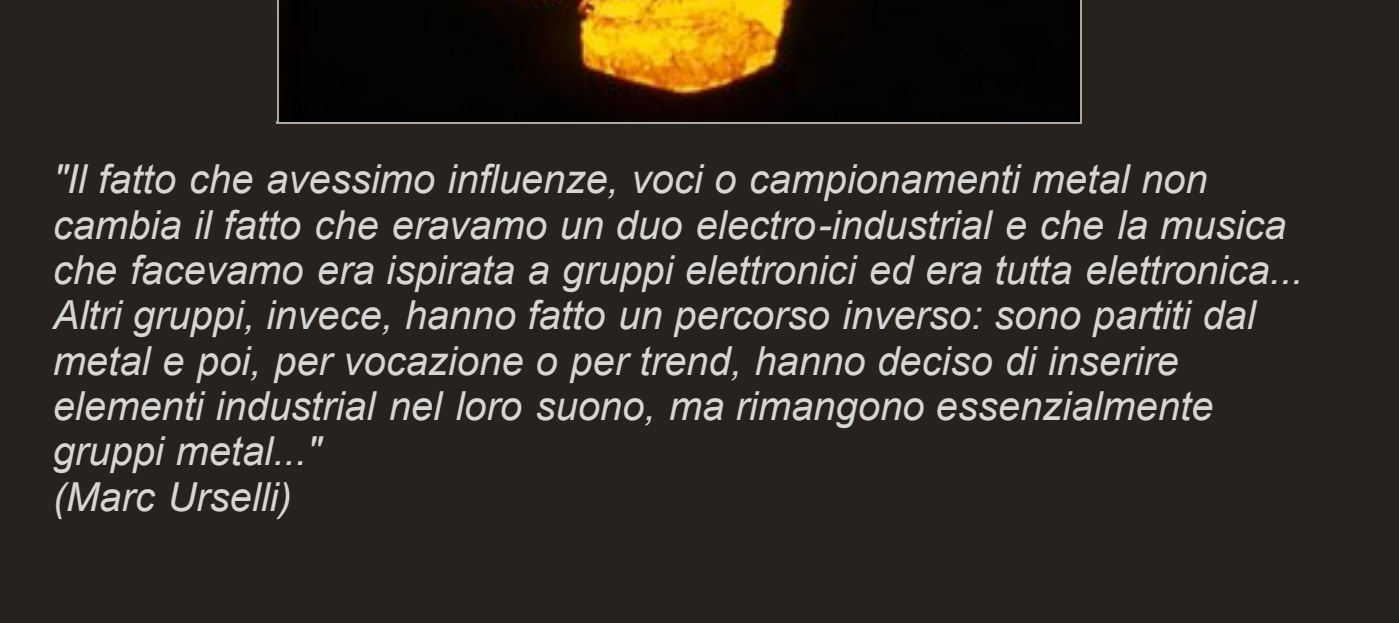 "Il fatto che avessimo influenze, voci o campionamenti metal non
cambia il fatto che eravamo un duo electro-industrial e che la musica
che facevamo era ispirata a gruppi elettronici ed era tutta elettronica...
Altri gruppi, invece, hanno fatto un percorso inverso: sono partiti dal
metal e poi, per vocazione o per trend, hanno deciso di inserire
elementi industrial nel loro suono, ma rimangono essenzialmente
gruppi metal..."
(Marc Urselli)